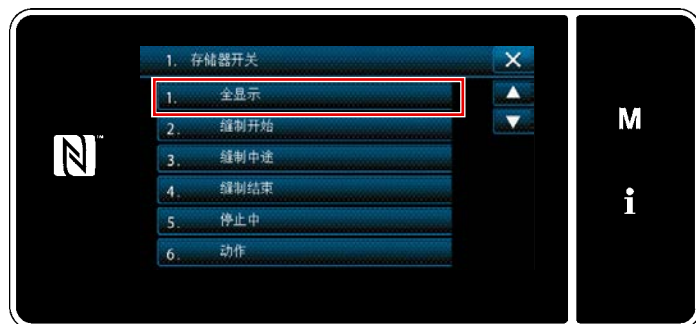 1. 存储器开关
1. 全显示
2. 缝制开始
3. 缝制中途
4. 缝制结束
5. 停止中
6. 动作
M
i